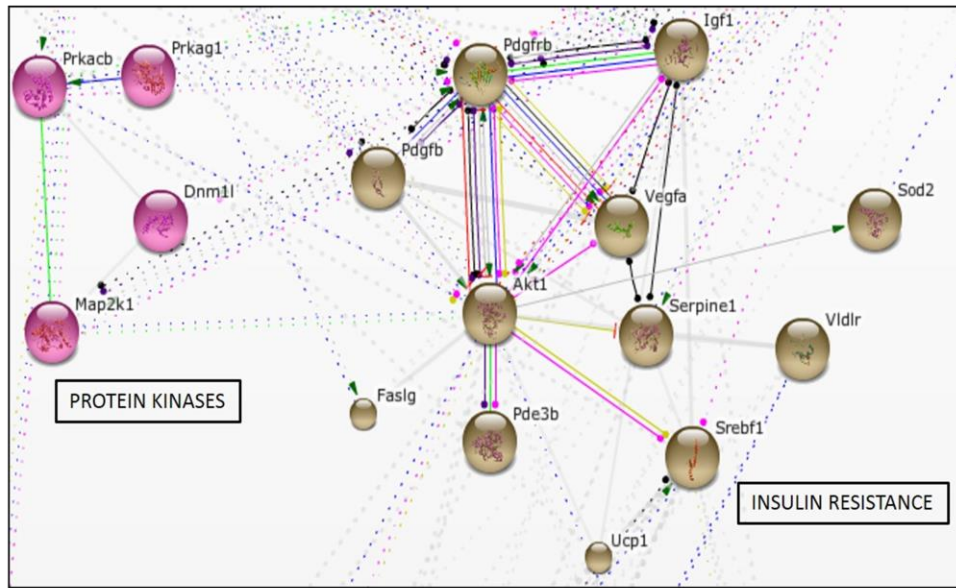 Igf1
Prkag1
Pdgfrb
Prkacb
Pdgfb
Dnm1l
Vegfa
Sod2
Akt1
Map2k1
Serpine1
Vldlr
PROTEIN KINASES
Faslg
Pde3b
Srebf1
INSULIN RESISTANCE
Ucp1